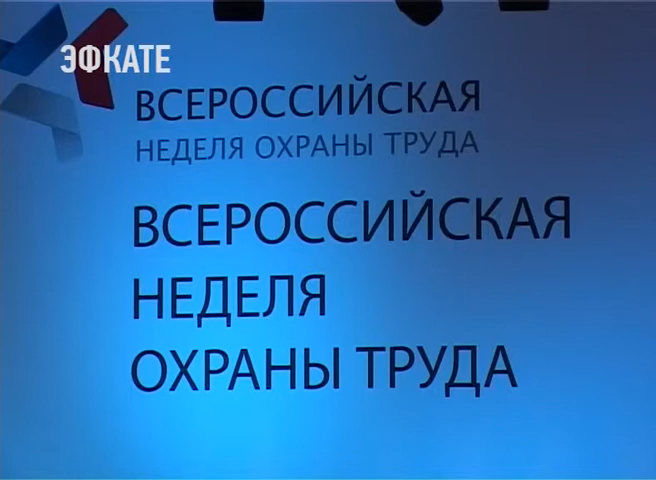 ЭФКАТЕ
ВСЕРОССИЙСКАЯ
НЕДЕЛЯ ОХРАНЫ ТРУДА
ВСЕРОССИЙСКАЯ
НЕДЕЛЯ
ОХРАНЫ ТРУДА